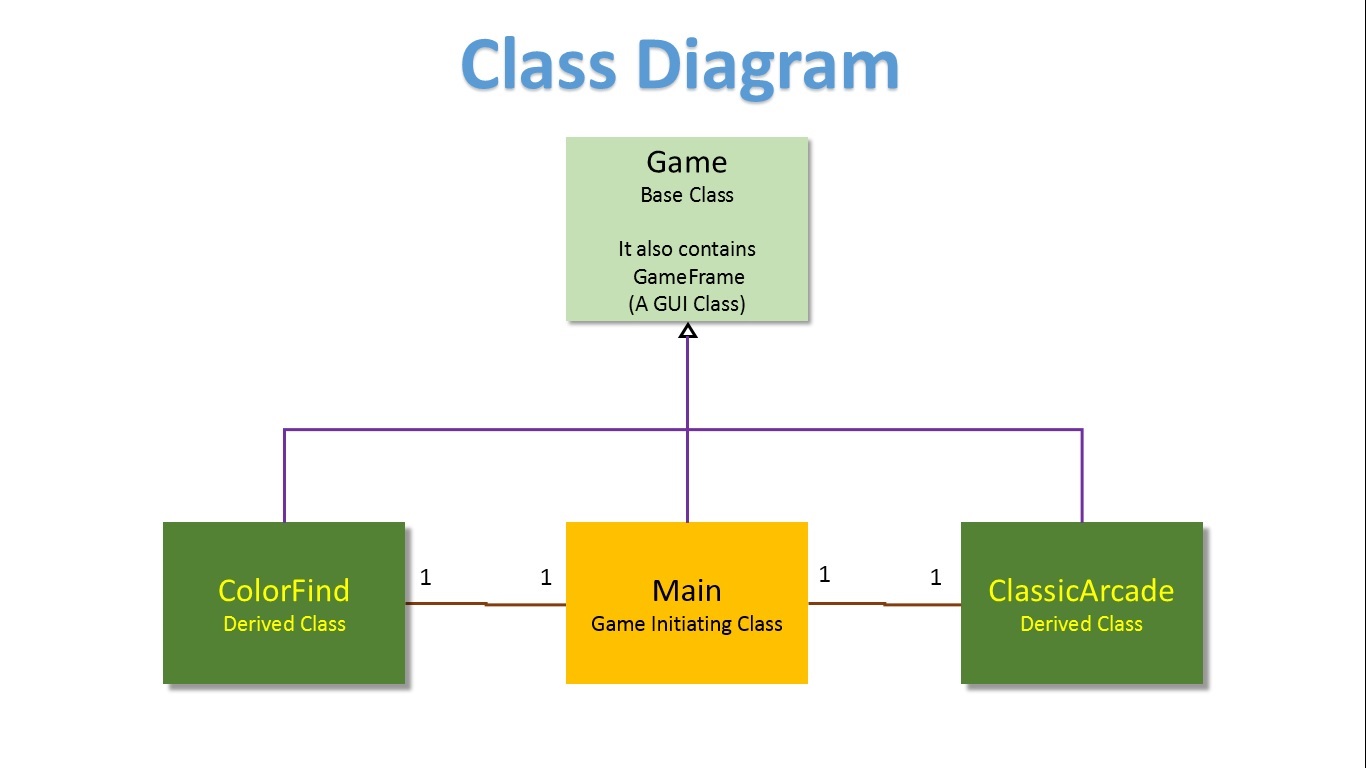 Class Diagram
Game
Base Class
It also contains
GameFrame
(A GUI Class)
1
1
1
1
ColorFind
Derived Class
Main
Game Initiating Class
ClassicArcade
Derived Class